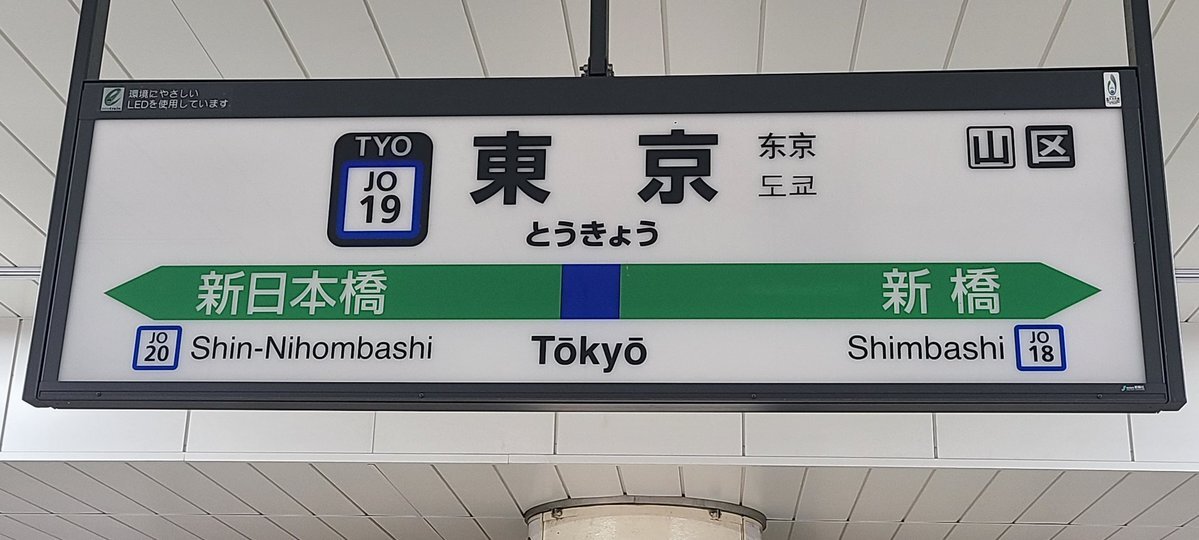 環境にやさしい
LEDを使用しています
TYO
JO
19
東京
とうきょう
东京
도쿄
山 区
新日本橋
新橋
JO
20
Shin-Nihombashi
Tōkyō
Shimbashi
JO
18